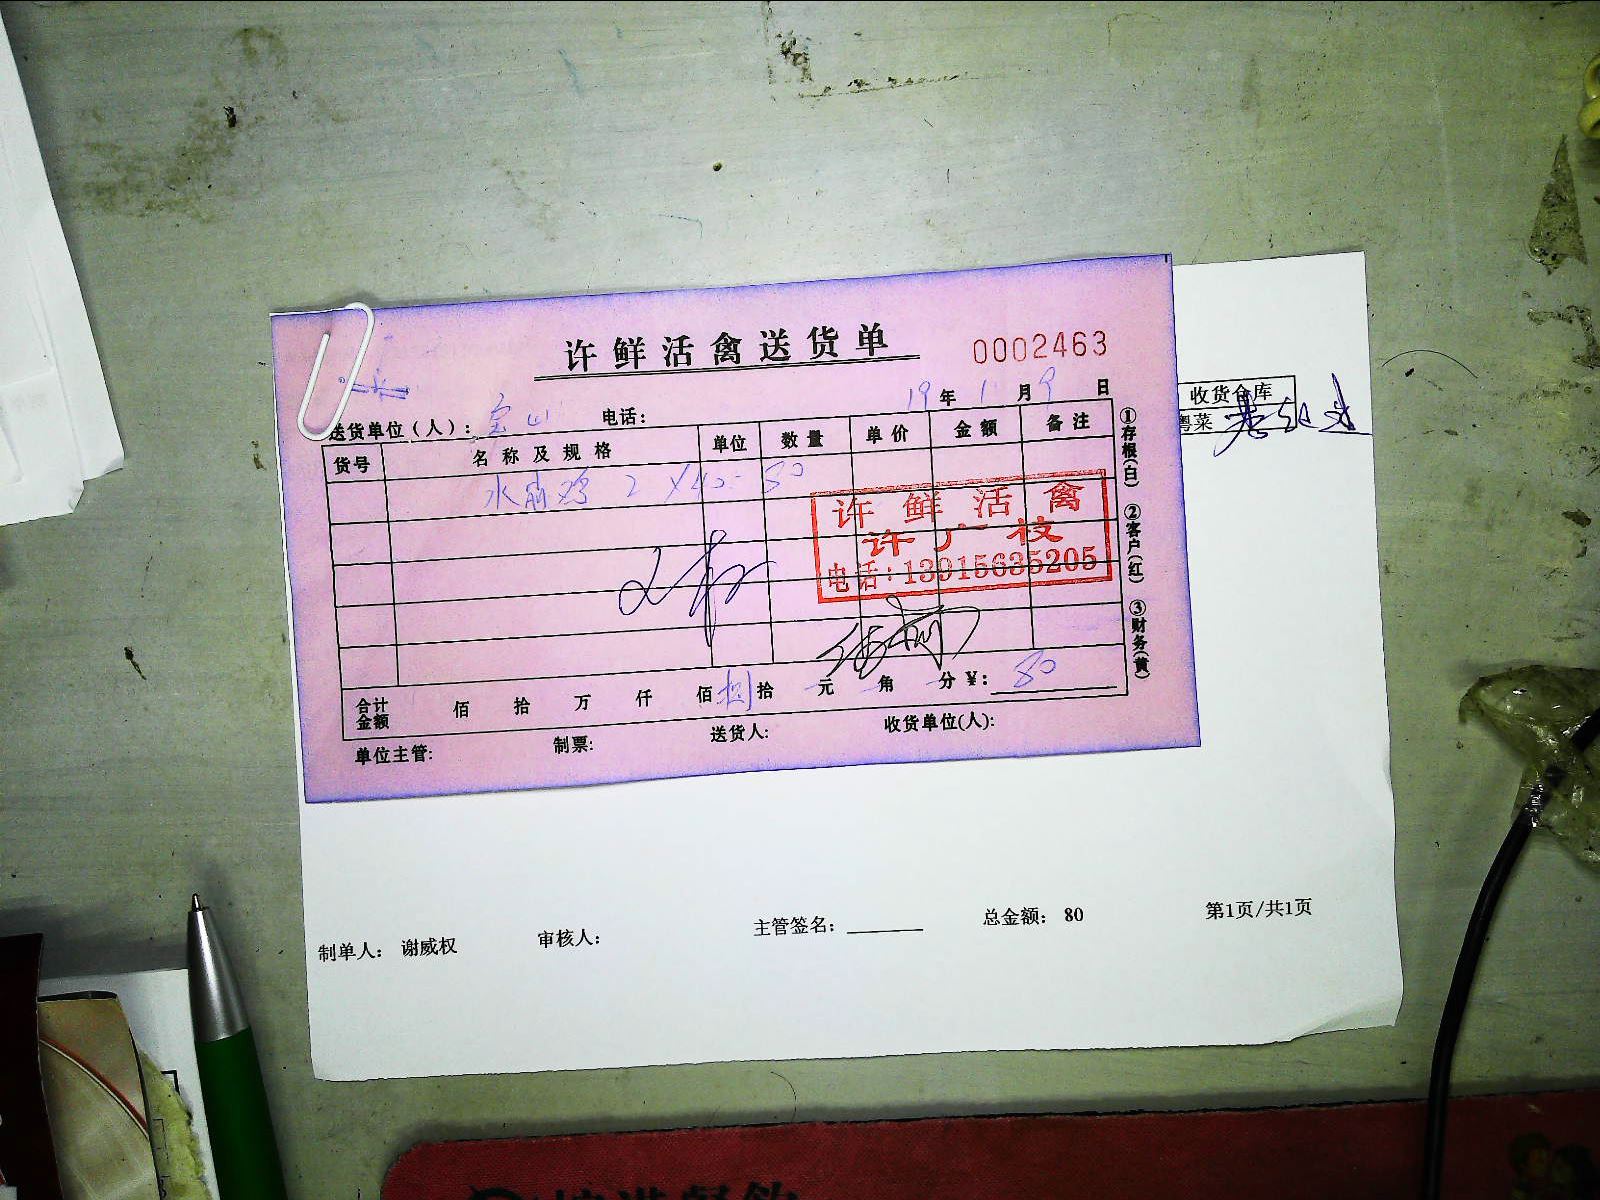 许鲜活禽送货单
0002463
19年1月9日
送货单位(人): 宝山 电话:
货号 名称及规格 单位 数量 单价 金额 备注
水 鸡 2 X40= 80
许鲜活禽
许广枝
电话:13915635205
合计金额 佰 拾 万 仟 佰 捌拾 元 角 分 ¥: 80
单位主管: 制票: 送货人: 收货单位(人):
①存根(白) ②客户(红) ③财务(黄)
收货仓库
粤菜
制单人: 谢威权 审核人: 主管签名: 总金额: 80 第1页/共1页